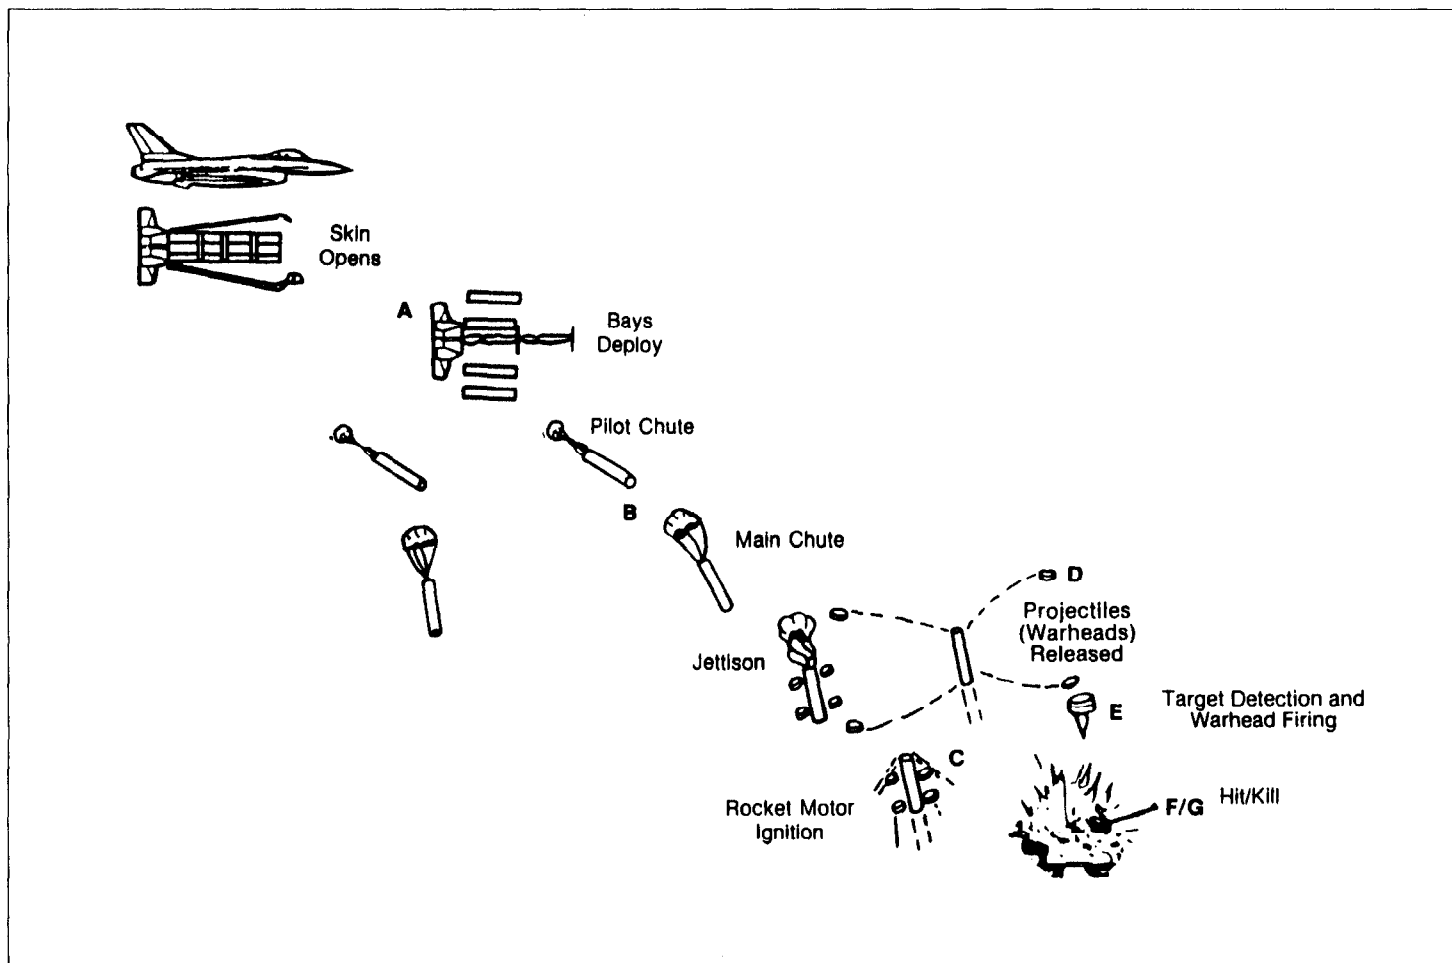 Skin
Opens
A
Bays
Deploy
Pilot Chute
B
Main Chute
D
Projectiles
(Warheads)
Released
Jettison
E
Target Detection and
Warhead Firing
C
Rocket Motor
Ignition
F/G
Hit/Kill